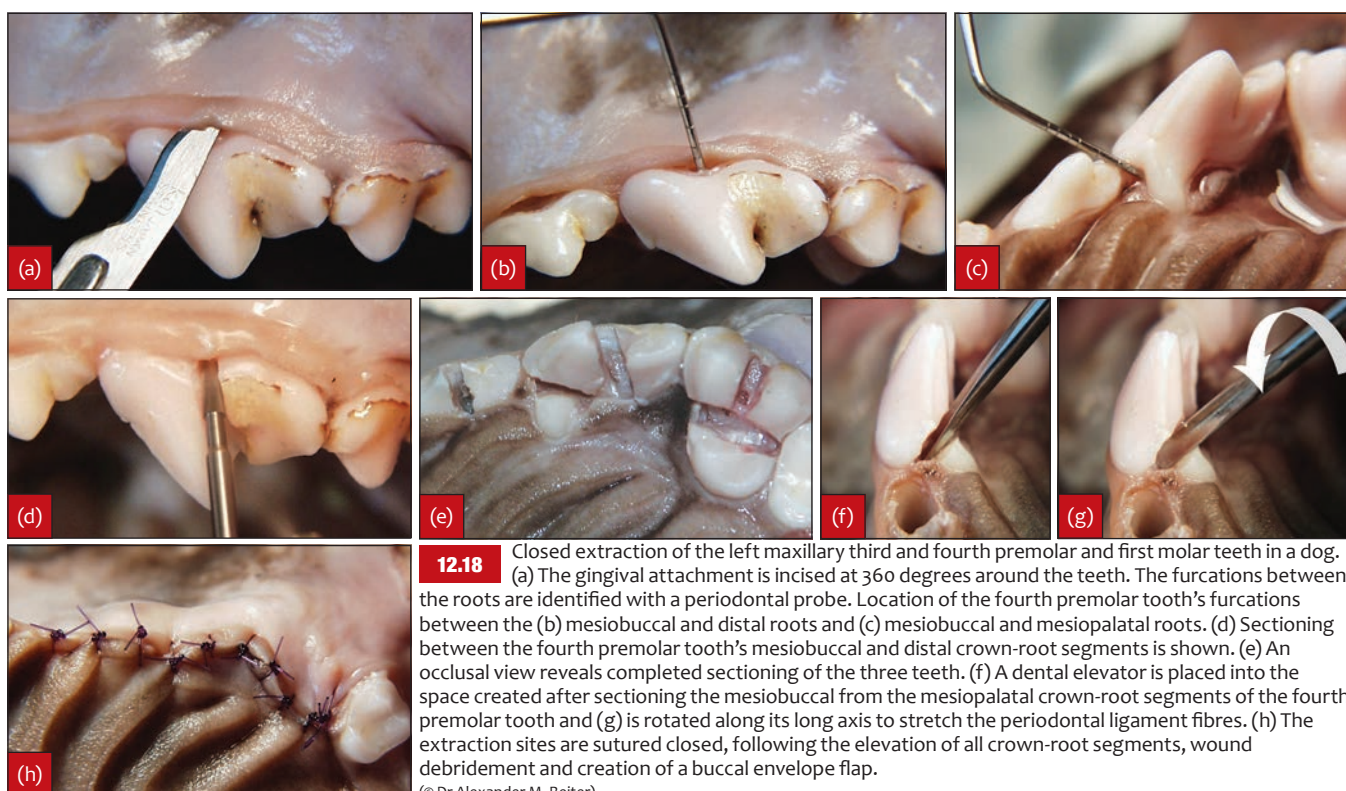 (a)
(b)
(c)
(d)
(e)
(f)
(g)
(h)
12.18 Closed extraction of the left maxillary third and fourth premolar and first molar teeth in a dog.
(a) The gingival attachment is incised at 360 degrees around the teeth. The furcations between
the roots are identified with a periodontal probe. Location of the fourth premolar tooth's furcations
between the (b) mesiobuccal and distal roots and (c) mesiobuccal and mesiopalatal roots. (d) Sectioning
between the fourth premolar tooth's mesiobuccal and distal crown-root segments is shown. (e) An
occlusal view reveals completed sectioning of the three teeth. (f) A dental elevator is placed into the
space created after sectioning the mesiobuccal from the mesiopalatal crown-root segments of the fourth
premolar tooth and (g) is rotated along its long axis to stretch the periodontal ligament fibres. (h) The
extraction sites are sutured closed, following the elevation of all crown-root segments, wound
debridement and creation of a buccal envelope flap.
(© Dr Alexander M. Reiter)